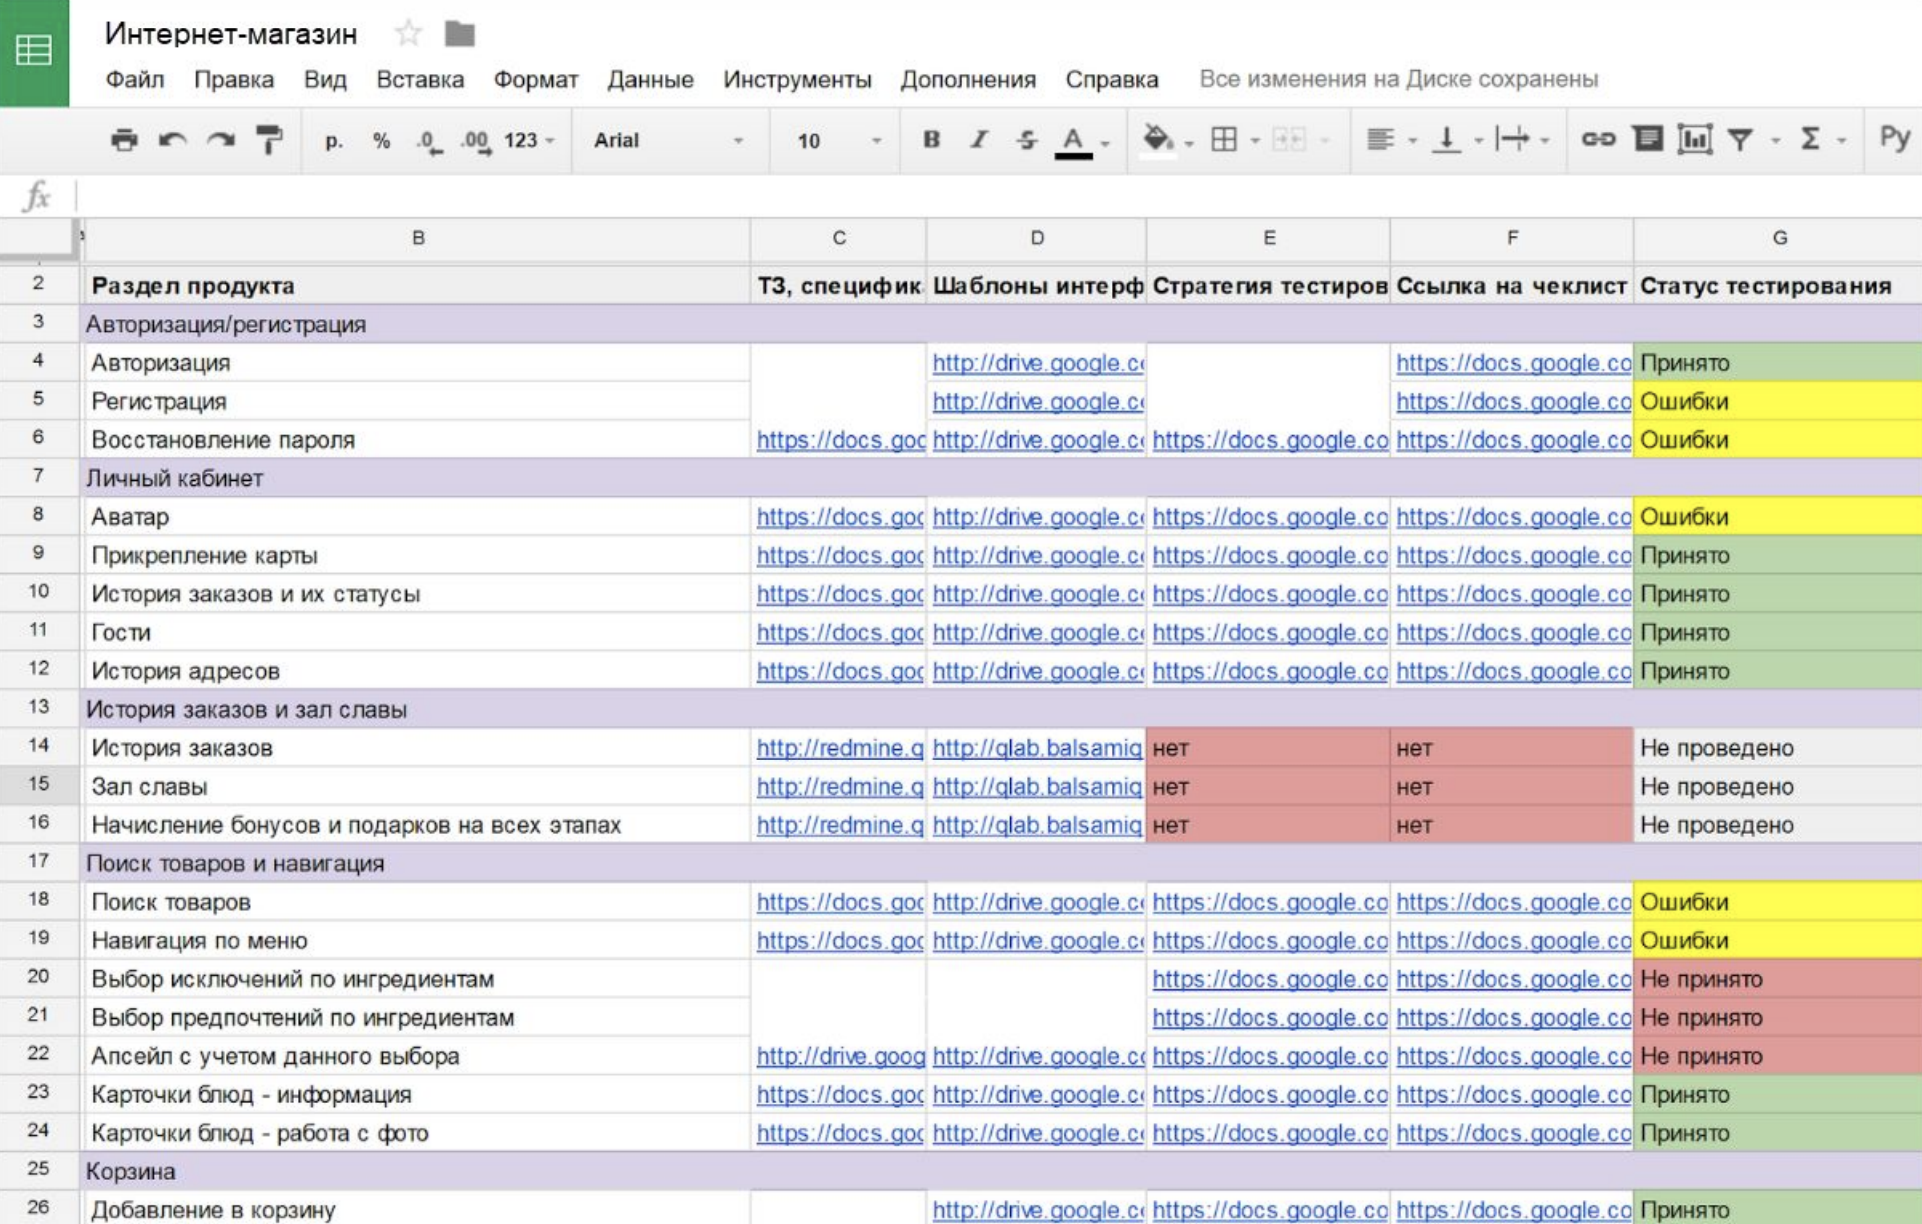 Интернет-магазин
Файл Правка Вид Вставка Формат Данные Инструменты Дополнения Справка Все изменения на Диске сохранены
р. % .0 .00 123 Arial 10 B I S A Σ Ру
fx
B C D E F G
2 Раздел продукта ТЗ, специфик Шаблоны интерф Стратегия тестиров Ссылка на чеклист Статус тестирования
3 Авторизация/регистрация
4 Авторизация http://drive.google.c https://docs.google.co Принято
5 Регистрация http://drive.google.c https://docs.google.co Ошибки
6 Восстановление пароля https://docs.goo http://drive.google.c https://docs.google.co https://docs.google.co Ошибки
7 Личный кабинет
8 Аватар https://docs.goo http://drive.google.c https://docs.google.co https://docs.google.co Ошибки
9 Прикрепление карты https://docs.goo http://drive.google.c https://docs.google.co https://docs.google.co Принято
10 История заказов и их статусы https://docs.goo http://drive.google.c https://docs.google.co https://docs.google.co Принято
11 Гости https://docs.goo http://drive.google.c https://docs.google.co https://docs.google.co Принято
12 История адресов https://docs.goo http://drive.google.c https://docs.google.co https://docs.google.co Принято
13 История заказов и зал славы
14 История заказов http://redmine.q http://qlab.balsamiq нет нет Не проведено
15 Зал славы http://redmine.q http://qlab.balsamiq нет нет Не проведено
16 Начисление бонусов и подарков на всех этапах http://redmine.q http://qlab.balsamiq нет нет Не проведено
17 Поиск товаров и навигация
18 Поиск товаров https://docs.goo http://drive.google.c https://docs.google.co https://docs.google.co Ошибки
19 Навигация по меню https://docs.goo http://drive.google.c https://docs.google.co https://docs.google.co Ошибки
20 Выбор исключений по ингредиентам https://docs.google.co https://docs.google.co Не принято
21 Выбор предпочтений по ингредиентам https://docs.google.co https://docs.google.co Не принято
22 Апсейл с учетом данного выбора http://drive.goog http://drive.google.co https://docs.google.co https://docs.google.co Не принято
23 Карточки блюд - информация https://docs.goo http://drive.google.c https://docs.google.co https://docs.google.co Принято
24 Карточки блюд - работа с фото https://docs.goo http://drive.google.c https://docs.google.co https://docs.google.co Принято
25 Корзина
26 Добавление в корзину http://drive.google.c https://docs.google.co https://docs.google.co Принято